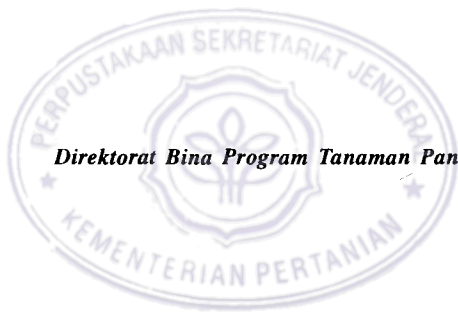 PERPUSTAKAAN SEKRETARIAT JENDERAL
Direktorat Bina Program Tanaman Pan
KEMENTERIAN PERTANIAN